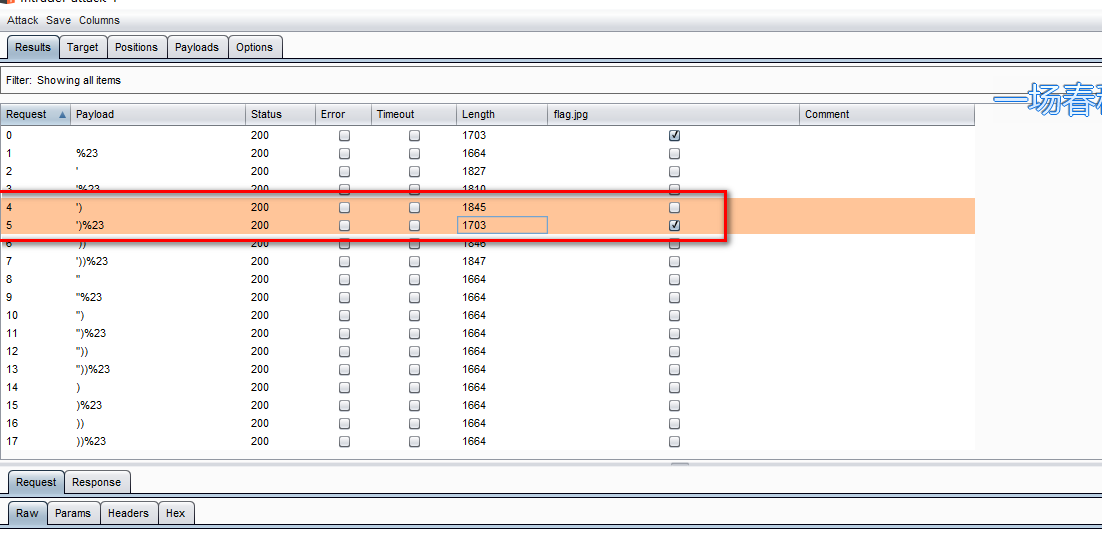 Intruder attack
Attack Save Columns
Results Target Positions Payloads Options
Filter: Showing all items
一场春
Request Payload Status Error Timeout Length flag.jpg Comment
0 200 1703
1 %23 200 1664
2 ' 200 1827
3 '%23 200 1810
4 ') 200 1845
5 ')%23 200 1703
6 ')) 200 1846
7 '))%23 200 1847
8 " 200 1664
9 "%23 200 1664
10 ") 200 1664
11 ")%23 200 1664
12 ")) 200 1664
13 "))%23 200 1664
14 ) 200 1664
15 )%23 200 1664
16 )) 200 1664
17 ))%23 200 1664
Request Response
Raw Params Headers Hex